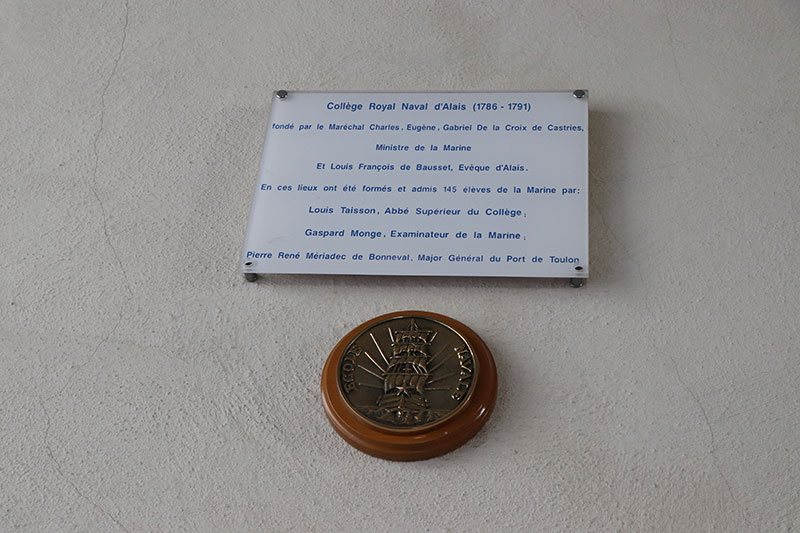 Collège Royal Naval d'Alais (1786 - 1791)
fondé par le Maréchal Charles, Eugène, Gabriel De la Croix de Castries,
Ministre de la Marine
Et Louis François de Bausset, Evêque d'Alais.
En ces lieux ont été formés et admis 145 élèves de la Marine par:
Louis Taisson, Abbé Supérieur du Collège;
Gaspard Monge, Examinateur de la Marine;
Pierre René Mériadec de Bonneval, Major Général du Port de Toulon
ECOLE NAVALE